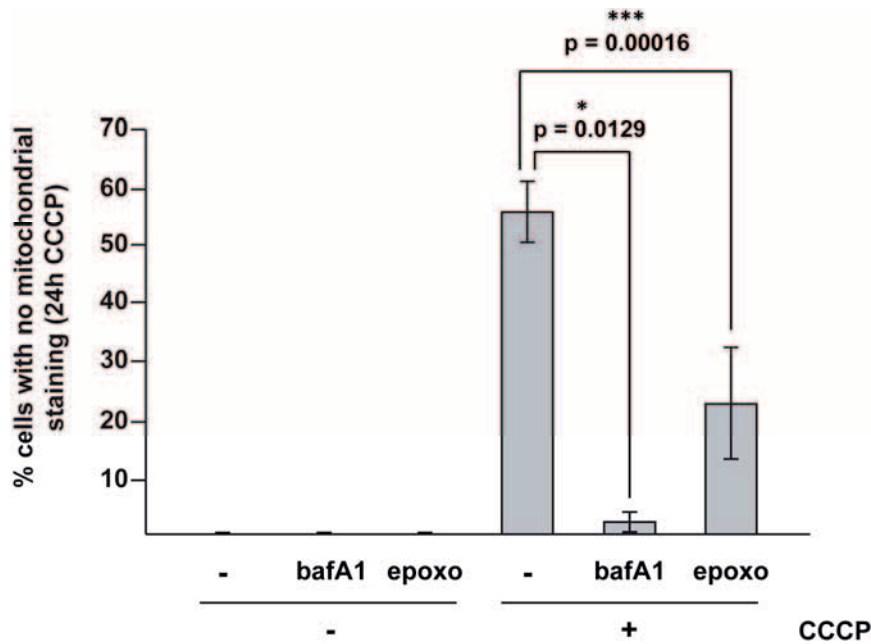 ***
p = 0.00016
*
p = 0.0129
% cells with no mitochondrial
staining (24h CCCP)
70
60
50
40
30
20
10
- bafA1 epoxo - bafA1 epoxo
- + CCCP